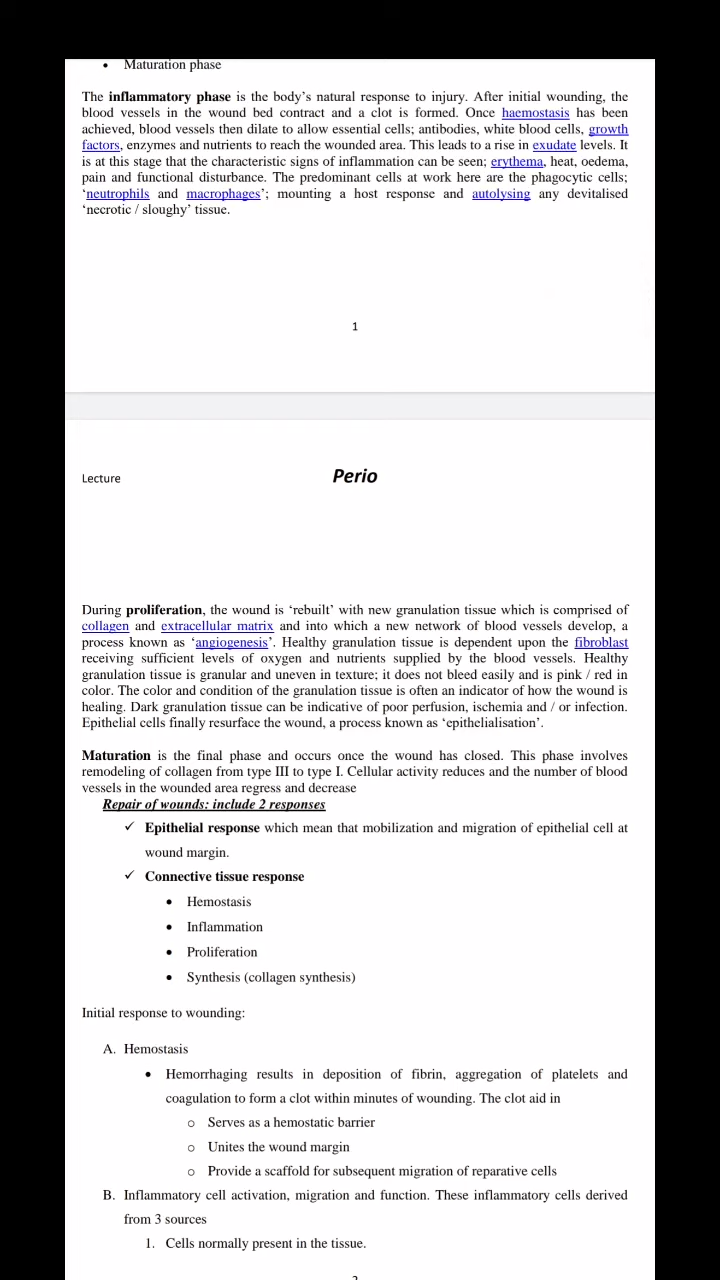 • Maturation phase
The inflammatory phase is the body's natural response to injury. After initial wounding, the
blood vessels in the wound bed contract and a clot is formed. Once haemostasis has been
achieved, blood vessels then dilate to allow essential cells; antibodies, white blood cells, growth
factors, enzymes and nutrients to reach the wounded area. This leads to a rise in exudate levels. It
is at this stage that the characteristic signs of inflammation can be seen; erythema, heat, oedema,
pain and functional disturbance. The predominant cells at work here are the phagocytic cells;
‘neutrophils and macrophages’; mounting a host response and autolysing any devitalised
‘necrotic / sloughy’ tissue.
1
Lecture Perio
During proliferation, the wound is ‘rebuilt’ with new granulation tissue which is comprised of
collagen and extracellular matrix and into which a new network of blood vessels develop, a
process known as ‘angiogenesis’. Healthy granulation tissue is dependent upon the fibroblast
receiving sufficient levels of oxygen and nutrients supplied by the blood vessels. Healthy
granulation tissue is granular and uneven in texture; it does not bleed easily and is pink / red in
color. The color and condition of the granulation tissue is often an indicator of how the wound is
healing. Dark granulation tissue can be indicative of poor perfusion, ischemia and / or infection.
Epithelial cells finally resurface the wound, a process known as ‘epithelialisation’.
Maturation is the final phase and occurs once the wound has closed. This phase involves
remodeling of collagen from type III to type I. Cellular activity reduces and the number of blood
vessels in the wounded area regress and decrease
Repair of wounds: include 2 responses
✓ Epithelial response which mean that mobilization and migration of epithelial cell at
wound margin.
✓ Connective tissue response
• Hemostasis
• Inflammation
• Proliferation
• Synthesis (collagen synthesis)
Initial response to wounding:
A. Hemostasis
• Hemorrhaging results in deposition of fibrin, aggregation of platelets and
coagulation to form a clot within minutes of wounding. The clot aid in
o Serves as a hemostatic barrier
o Unites the wound margin
o Provide a scaffold for subsequent migration of reparative cells
B. Inflammatory cell activation, migration and function. These inflammatory cells derived
from 3 sources
1. Cells normally present in the tissue.